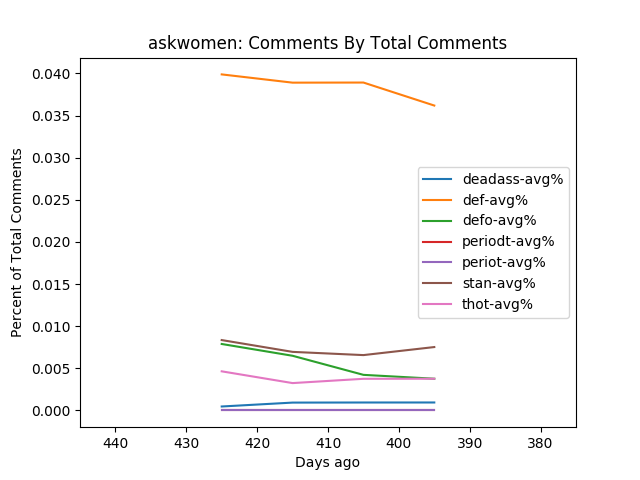 askwomen: Comments By Total Comments
Percent of Total Comments
0.040
0.035
0.030
0.025
0.020
0.015
0.010
0.005
0.000
deadass-avg%
def-avg%
defo-avg%
periodt-avg%
periot-avg%
stan-avg%
thot-avg%
440 430 420 410 400 390 380
Days ago